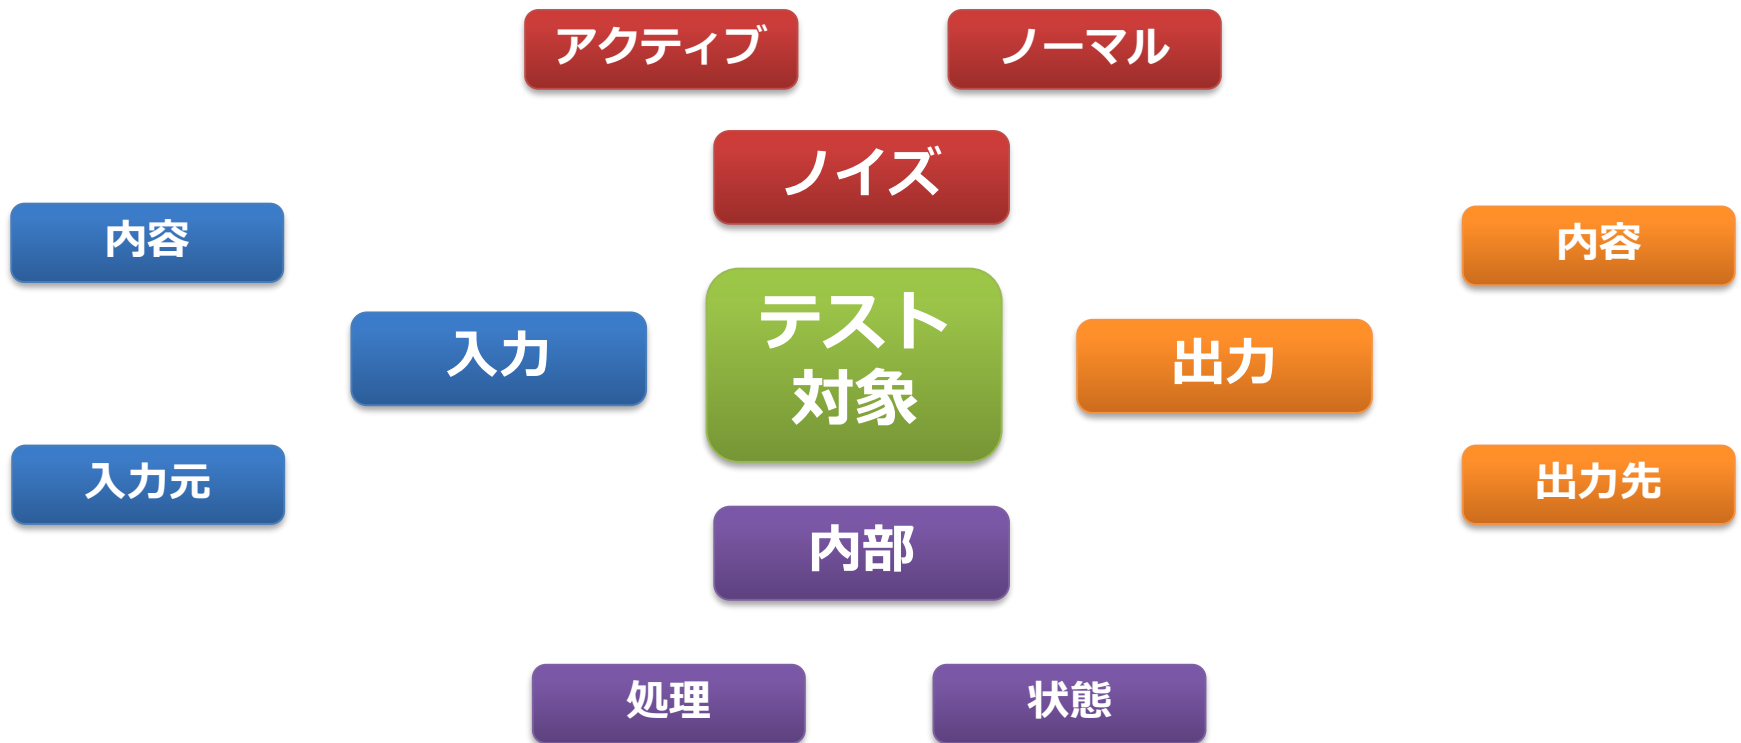 アクティブ
ノーマル
ノイズ
内容
内容
テスト
対象
入力
出力
入力元
出力先
内部
処理
状態